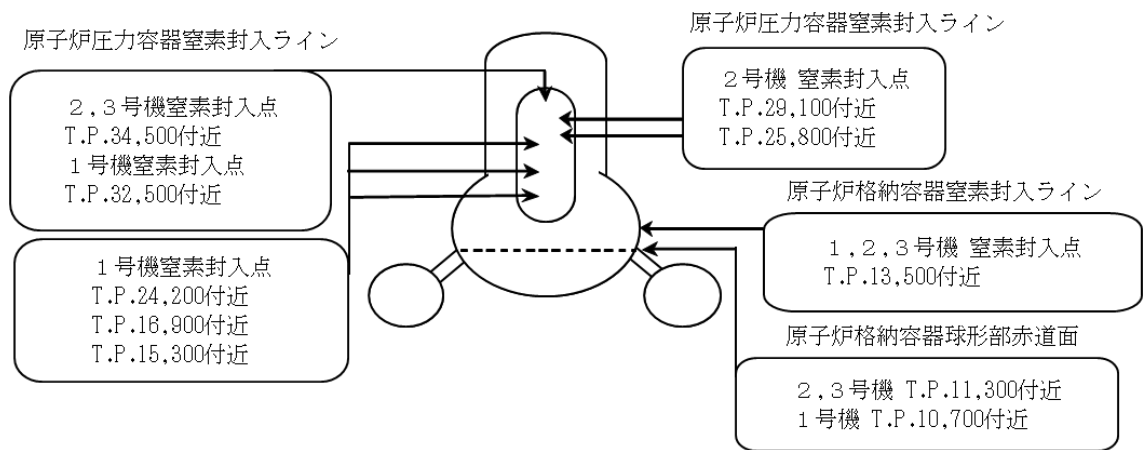 原子炉圧力容器窒素封入ライン
２,３号機窒素封入点
T.P.34,500付近
１号機窒素封入点
T.P.32,500付近
１号機窒素封入点
T.P.24,200付近
T.P.16,900付近
T.P.15,300付近
原子炉圧力容器窒素封入ライン
２号機 窒素封入点
T.P.29,100付近
T.P.25,800付近
原子炉格納容器窒素封入ライン
１,２,３号機 窒素封入点
T.P.13,500付近
原子炉格納容器球形部赤道面
２,３号機 T.P.11,300付近
１号機 T.P.10,700付近